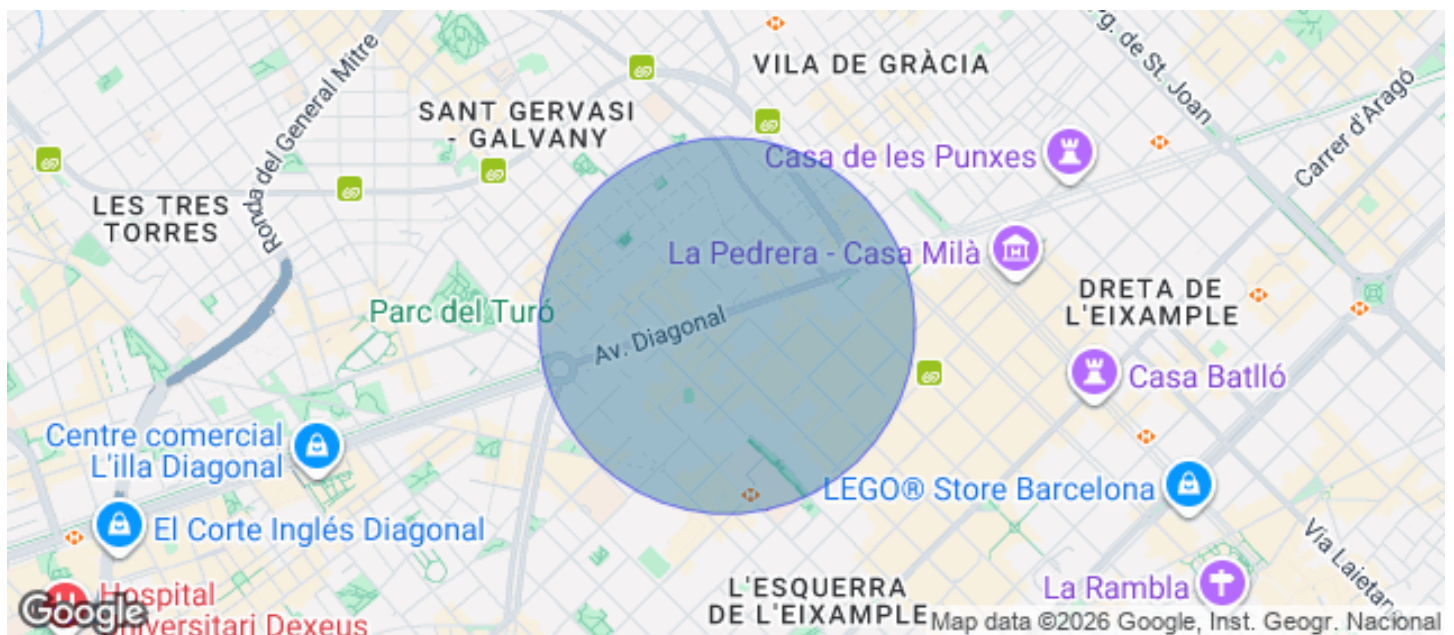 VILA DE GRÀCIA
rg. de St. Joan
Carrer d'Aragó
Ronda del General Mitre
SANT GERVASI
- GALVANY
Casa de les Punxes
LES TRES
TORRES
La Pedrera - Casa Milà
Parc del Turó
Av. Diagonal
DRETA DE
L'EIXAMPLE
Casa Batlló
Centre comercial
L'illa Diagonal
LEGO® Store Barcelona
El Corte Inglés Diagonal
Via Laietan
L'ESQUERRA
DE L'EIXAMPLE
La Rambla
Hospital
Universitari Dexeus
Google
Map data ©2026 Google, Inst. Geogr. Nacional